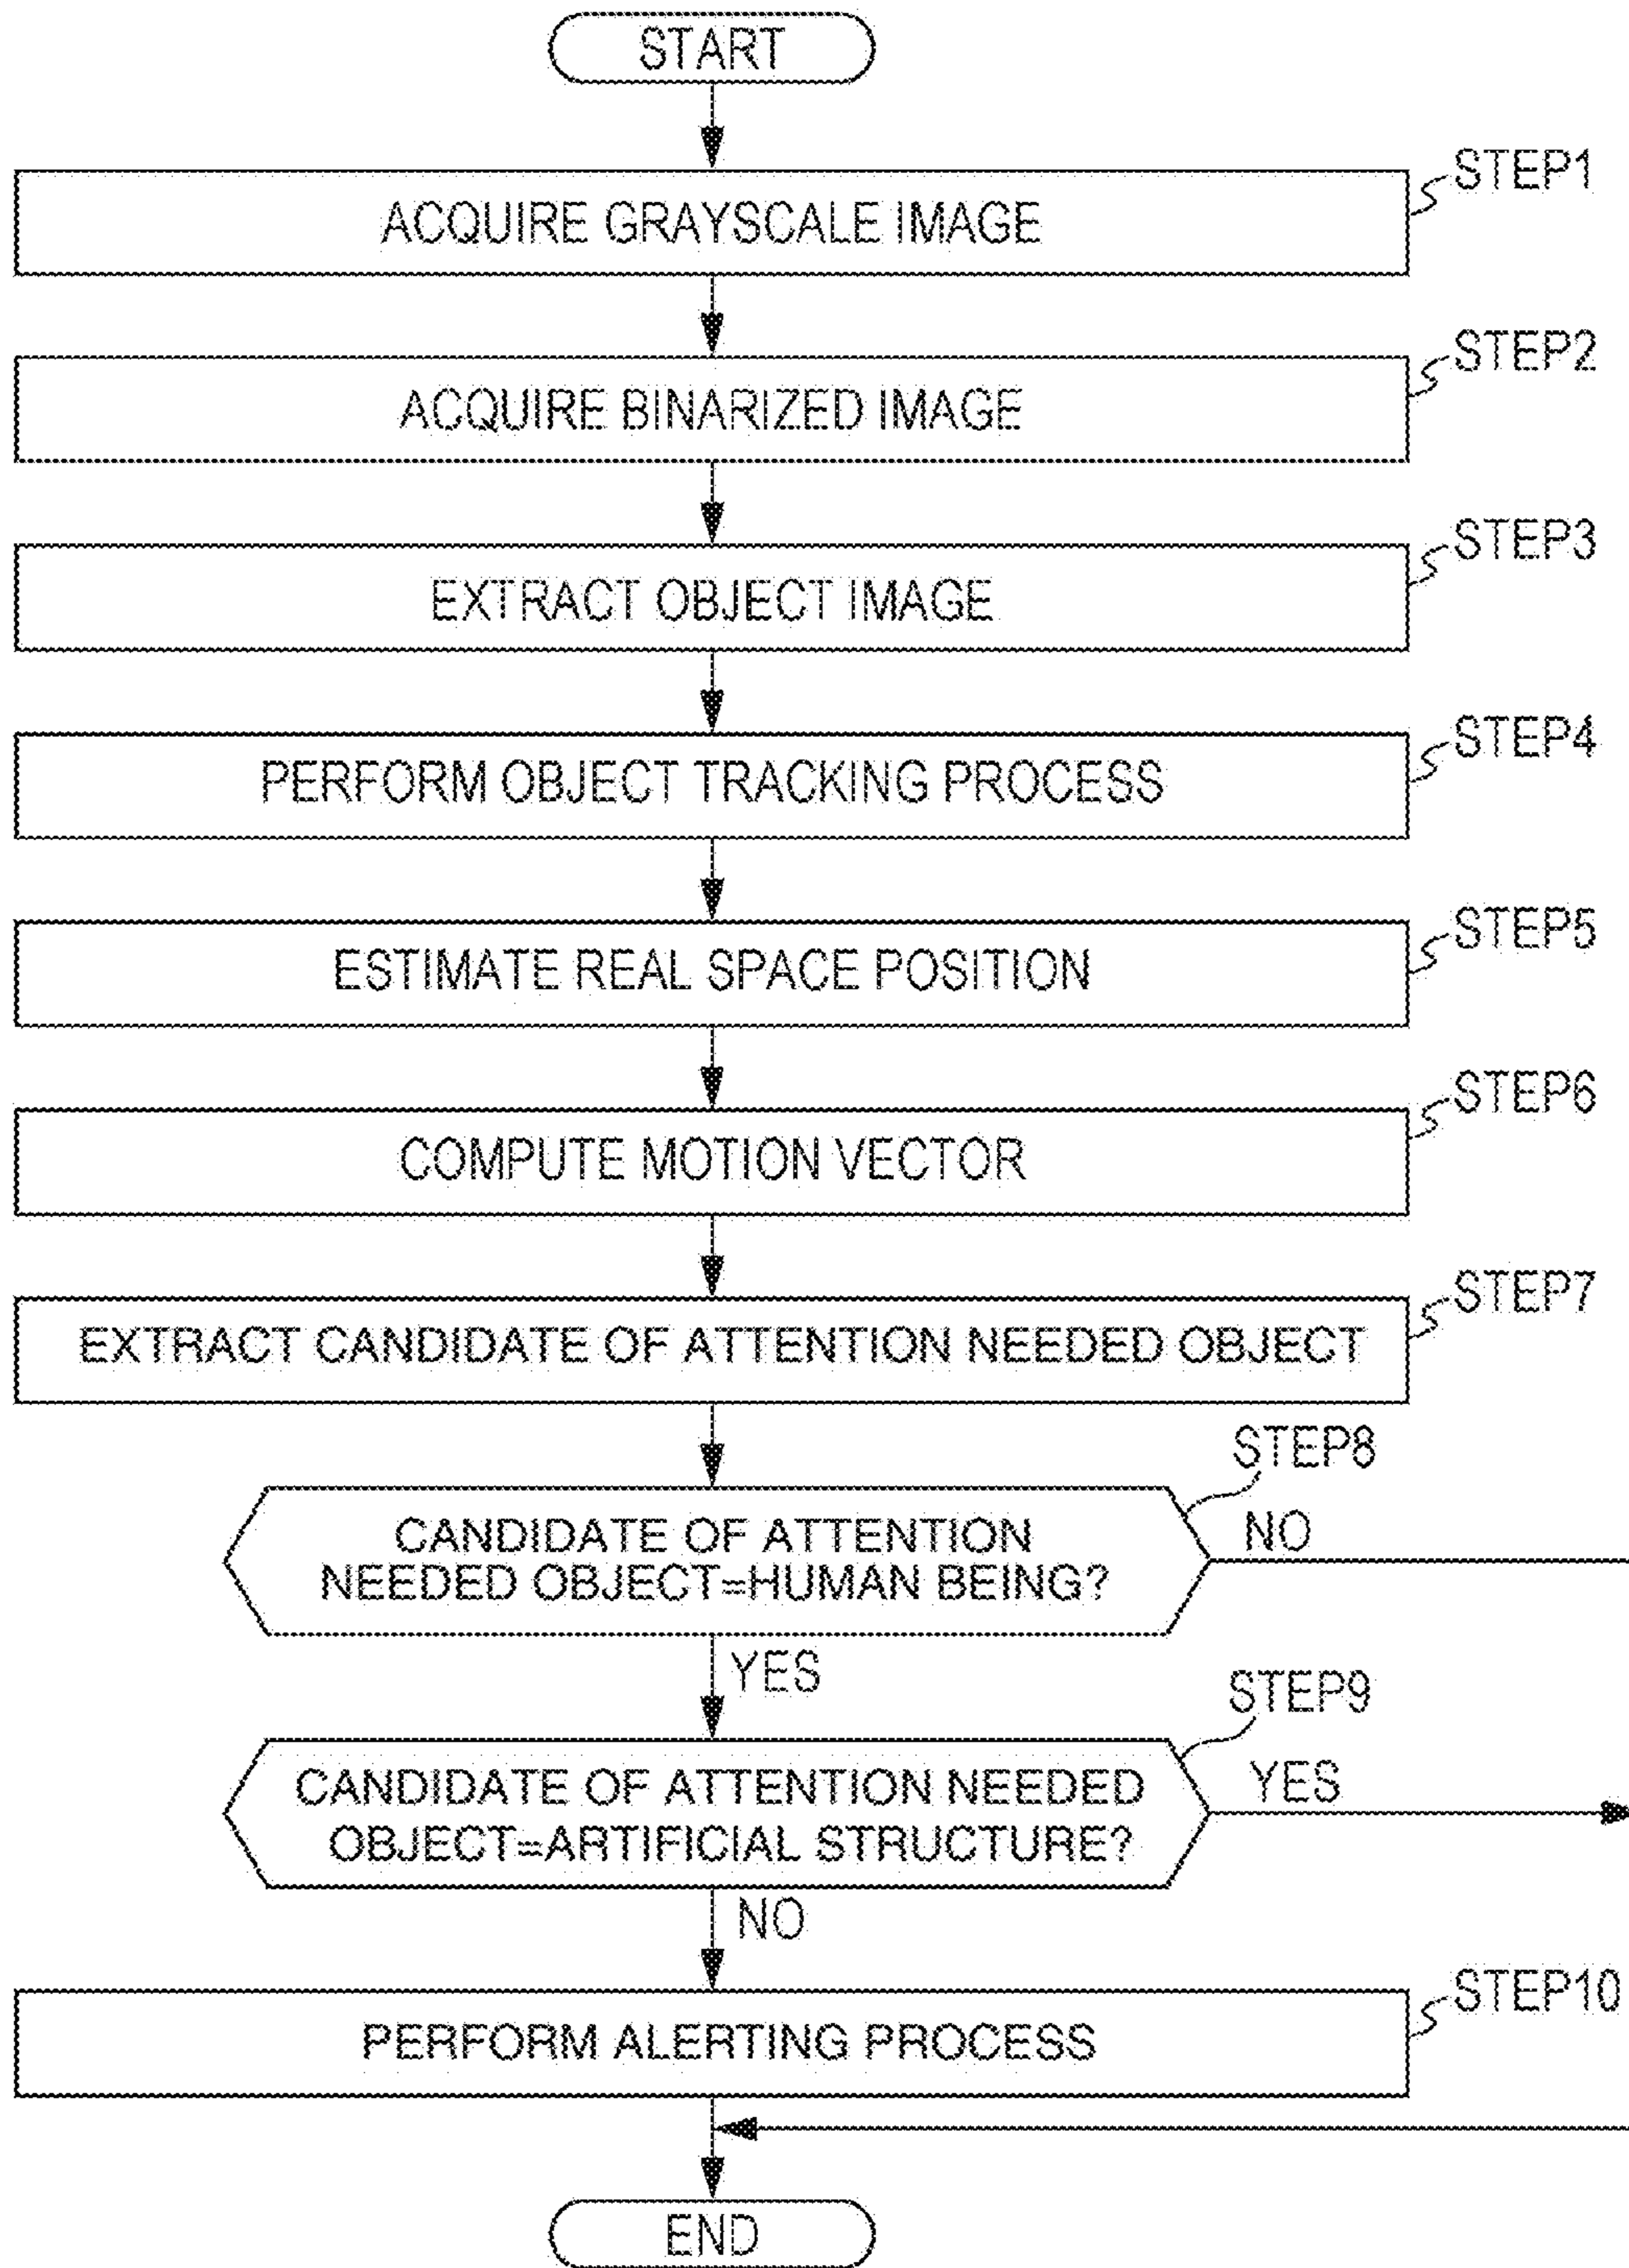 START
STEP1
ACQUIRE GRAYSCALE IMAGE
STEP2
ACQUIRE BINARIZED IMAGE
STEP3
EXTRACT OBJECT IMAGE
STEP4
PERFORM OBJECT TRACKING PROCESS
STEP5
ESTIMATE REAL SPACE POSITION
STEP6
COMPUTE MOTION VECTOR
STEP7
EXTRACT CANDIDATE OF ATTENTION NEEDED OBJECT
STEP8
CANDIDATE OF ATTENTION
NEEDED OBJECT=HUMAN BEING?
NO
YES
STEP9
CANDIDATE OF ATTENTION NEEDED
OBJECT=ARTIFICIAL STRUCTURE?
YES
NO
STEP10
PERFORM ALERTING PROCESS
END